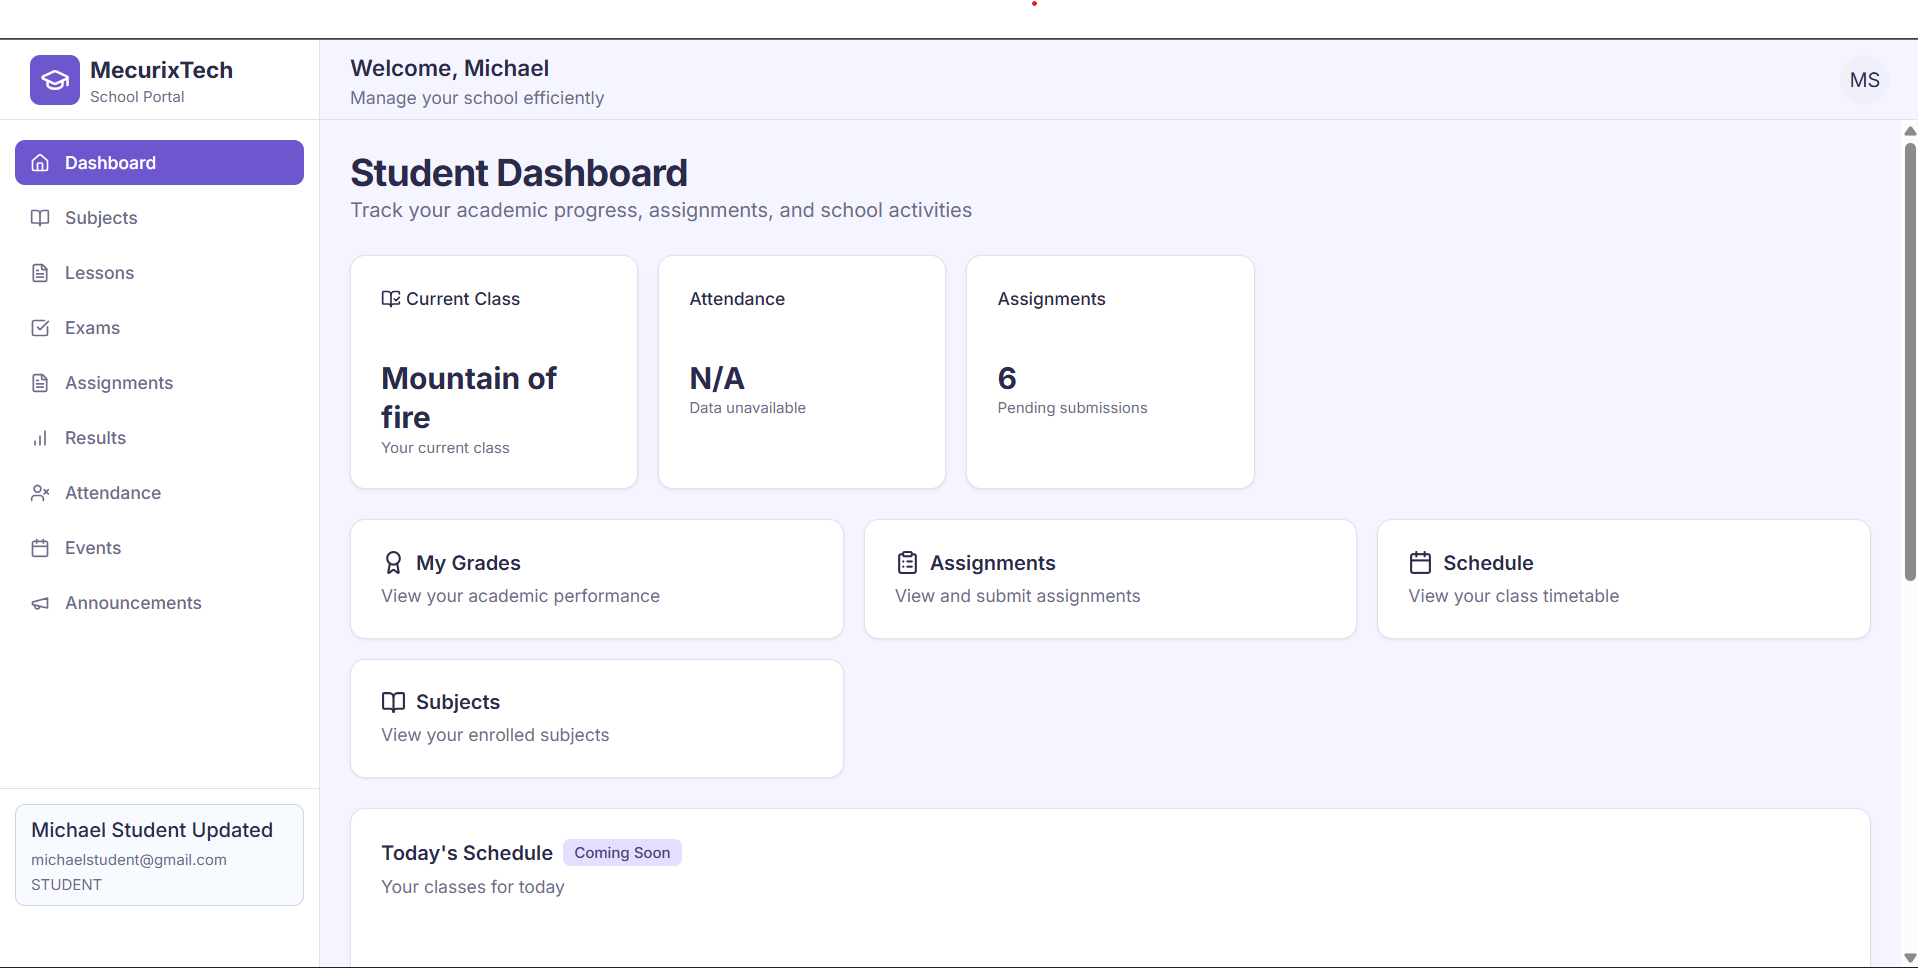 MecurixTech
School Portal
Welcome, Michael
Manage your school efficiently
MS
Dashboard
Subjects
Lessons
Exams
Assignments
Results
Attendance
Events
Announcements
Michael Student Updated
michaelstudent@gmail.com
STUDENT
Student Dashboard
Track your academic progress, assignments, and school activities
Current Class
Mountain of
fire
Your current class
Attendance
N/A
Data unavailable
Assignments
6
Pending submissions
My Grades
View your academic performance
Assignments
View and submit assignments
Schedule
View your class timetable
Subjects
View your enrolled subjects
Today's Schedule Coming Soon
Your classes for today